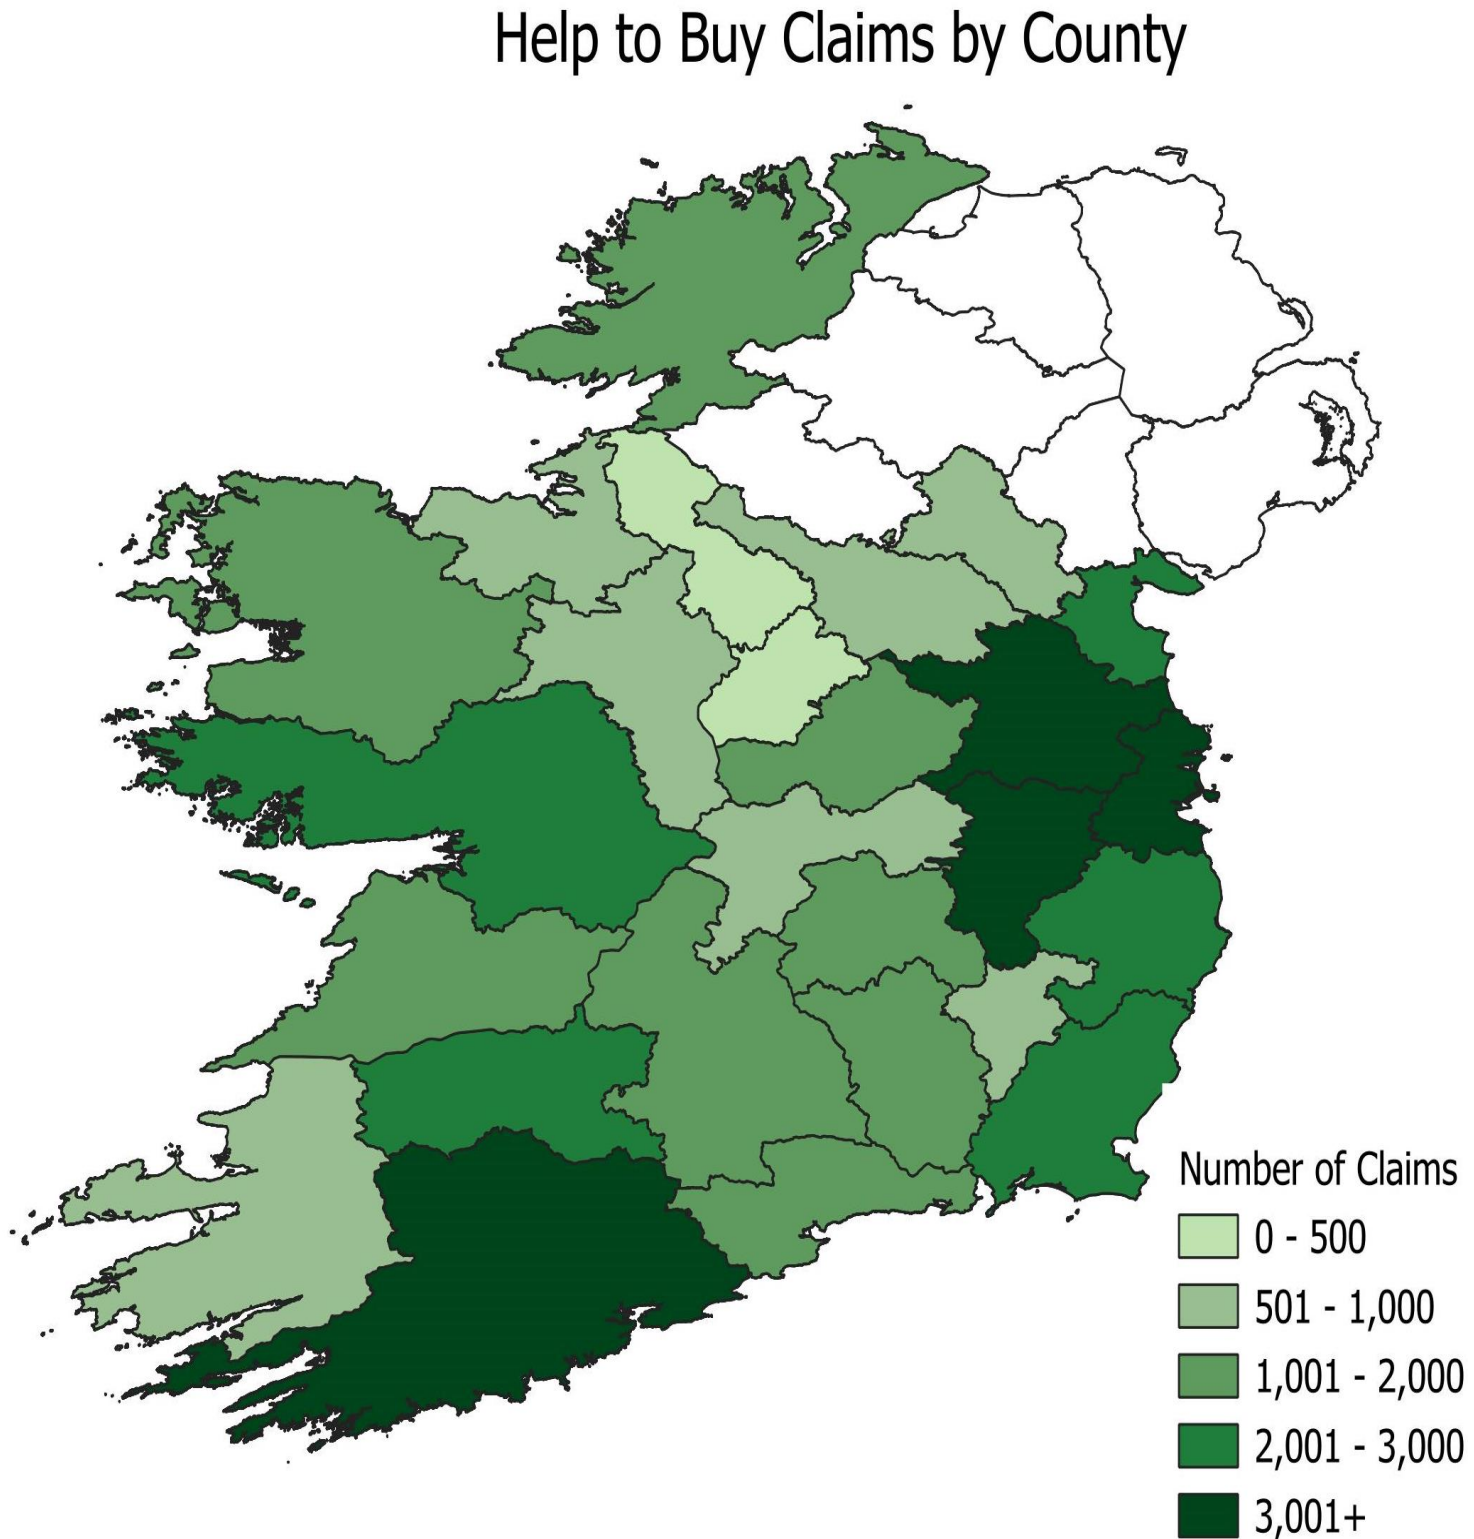 Help to Buy Claims by County
Number of Claims
0 - 500
501 - 1,000
1,001 - 2,000
2,001 - 3,000
3,001+